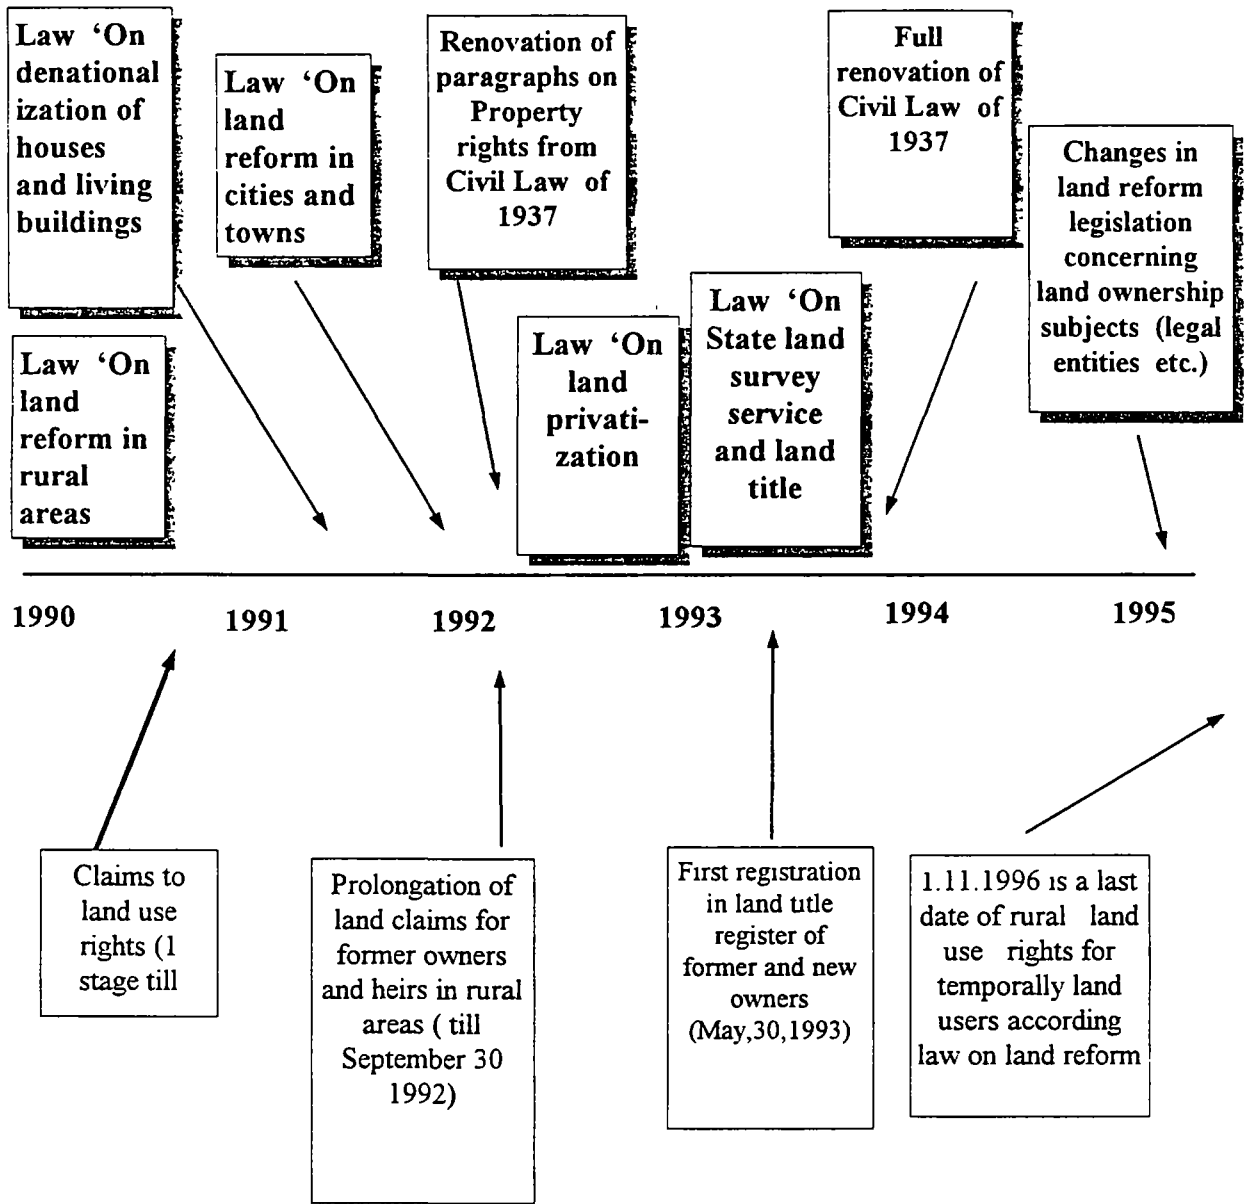 Law ‘On
denational
ization of
houses
and living
buildings
Law ‘On
land
reform in
rural
areas
Law ‘On
land
reform in
cities and
towns
Renovation of
paragraphs on
Property
rights from
Civil Law of
1937
Law ‘On
land
privati-
zation
Law ‘On
State land
survey
service
and land
title
Full
renovation of
Civil Law of
1937
Changes in
land reform
legislation
concerning
land ownership
subjects (legal
entities etc.)
1990
1991
1992
1993
1994
1995
Claims to
land use
rights (1
stage till
Prolongation of
land claims for
former owners
and heirs in rural
areas ( till
September 30
1992)
First registration
in land title
register of
former and new
owners
(May,30,1993)
1.11.1996 is a last
date of rural land
use rights for
temporally land
users according
law on land reform